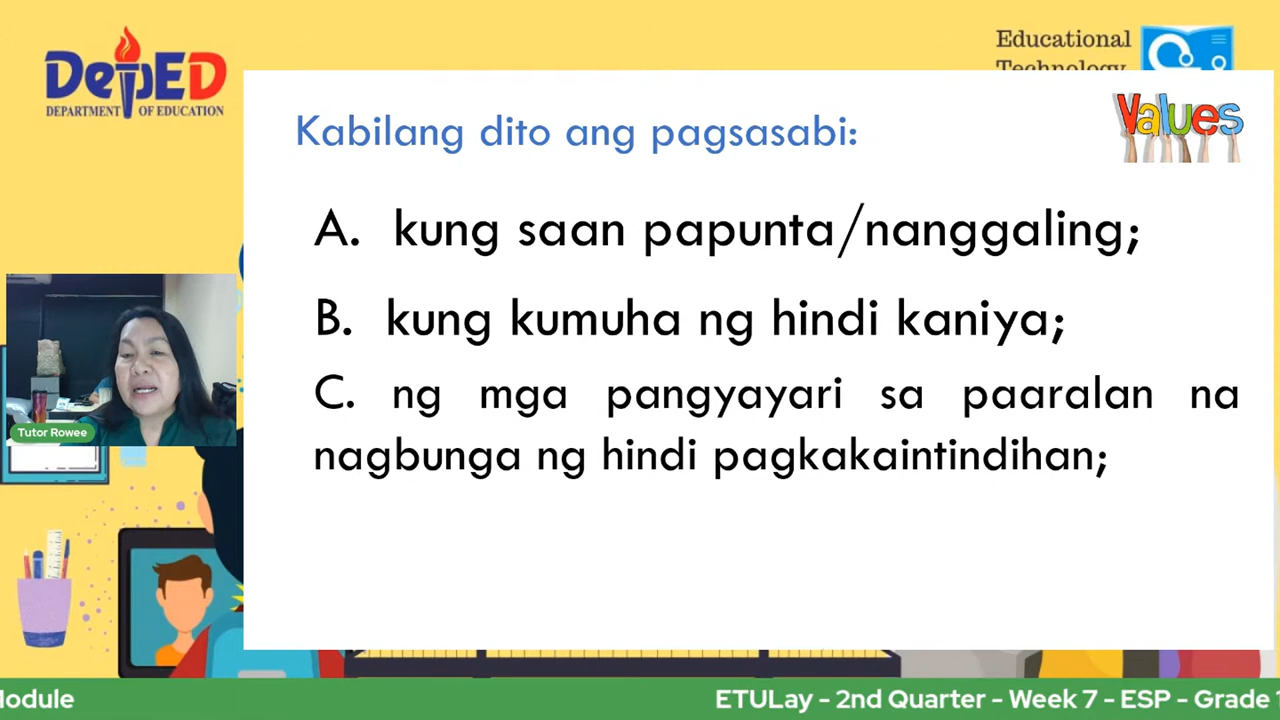 DepED
DEPARTMENT OF EDUCATION
Educational
Technology
Values
Kabilang dito ang pagsasabi:
A. kung saan papunta/nanggaling;
B. kung kumuha ng hindi kaniya;
C. ng mga pangyayari sa paaralan na
nagbunga ng hindi pagkakaintindihan;
Tutor Rowee
ETULay - 2nd Quarter - Week 7 - ESP - Grade